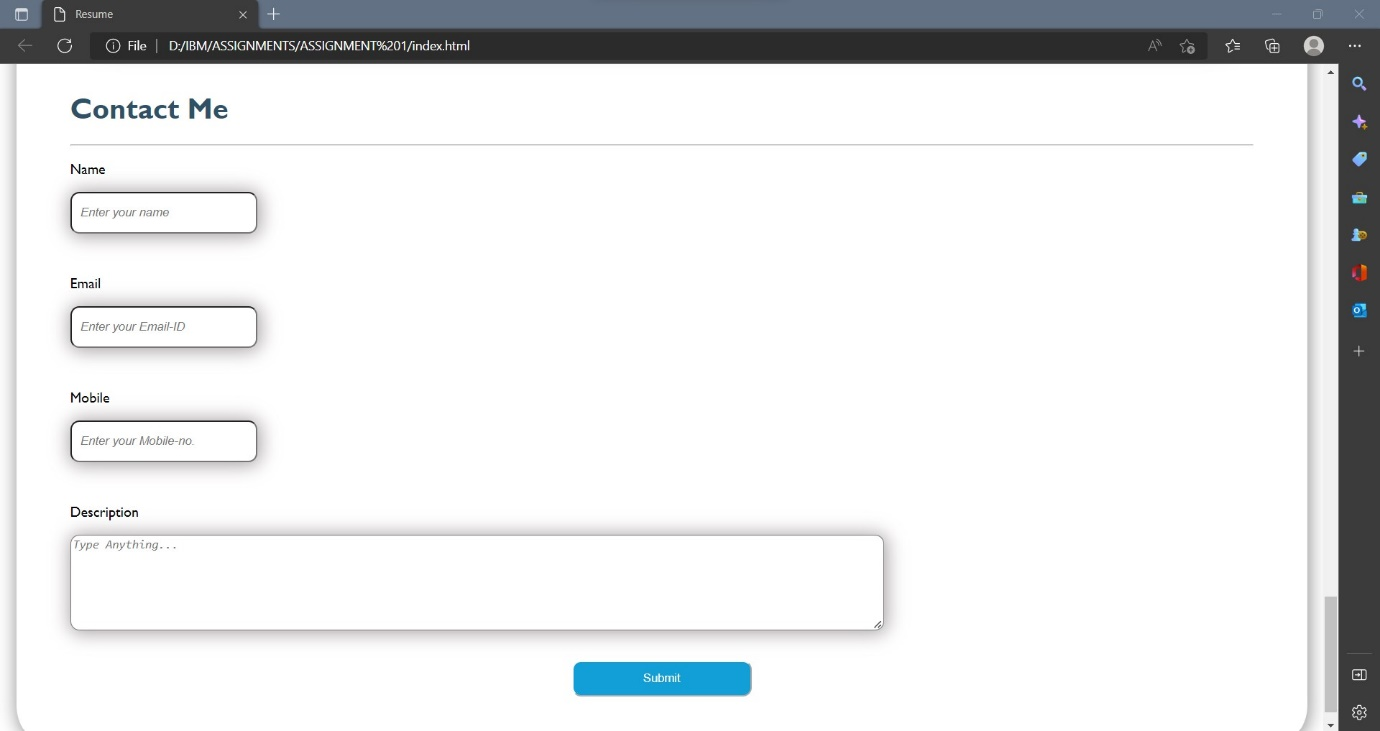 Resume
File | D:/IBM/ASSIGNMENTS/ASSIGNMENT%201/index.html
Contact Me
Name
Enter your name
Email
Enter your Email-ID
Mobile
Enter your Mobile-no.
Description
Type Anything...
Submit